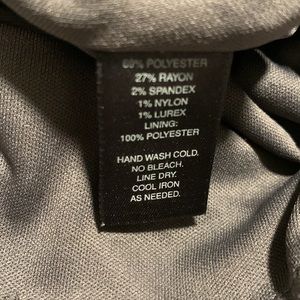 69% POLYESTER
27% RAYON
2% SPANDEX
1% NYLON
1% LUREX
LINING:
100% POLYESTER
HAND WASH COLD.
NO BLEACH.
LINE DRY.
COOL IRON
AS NEEDED.